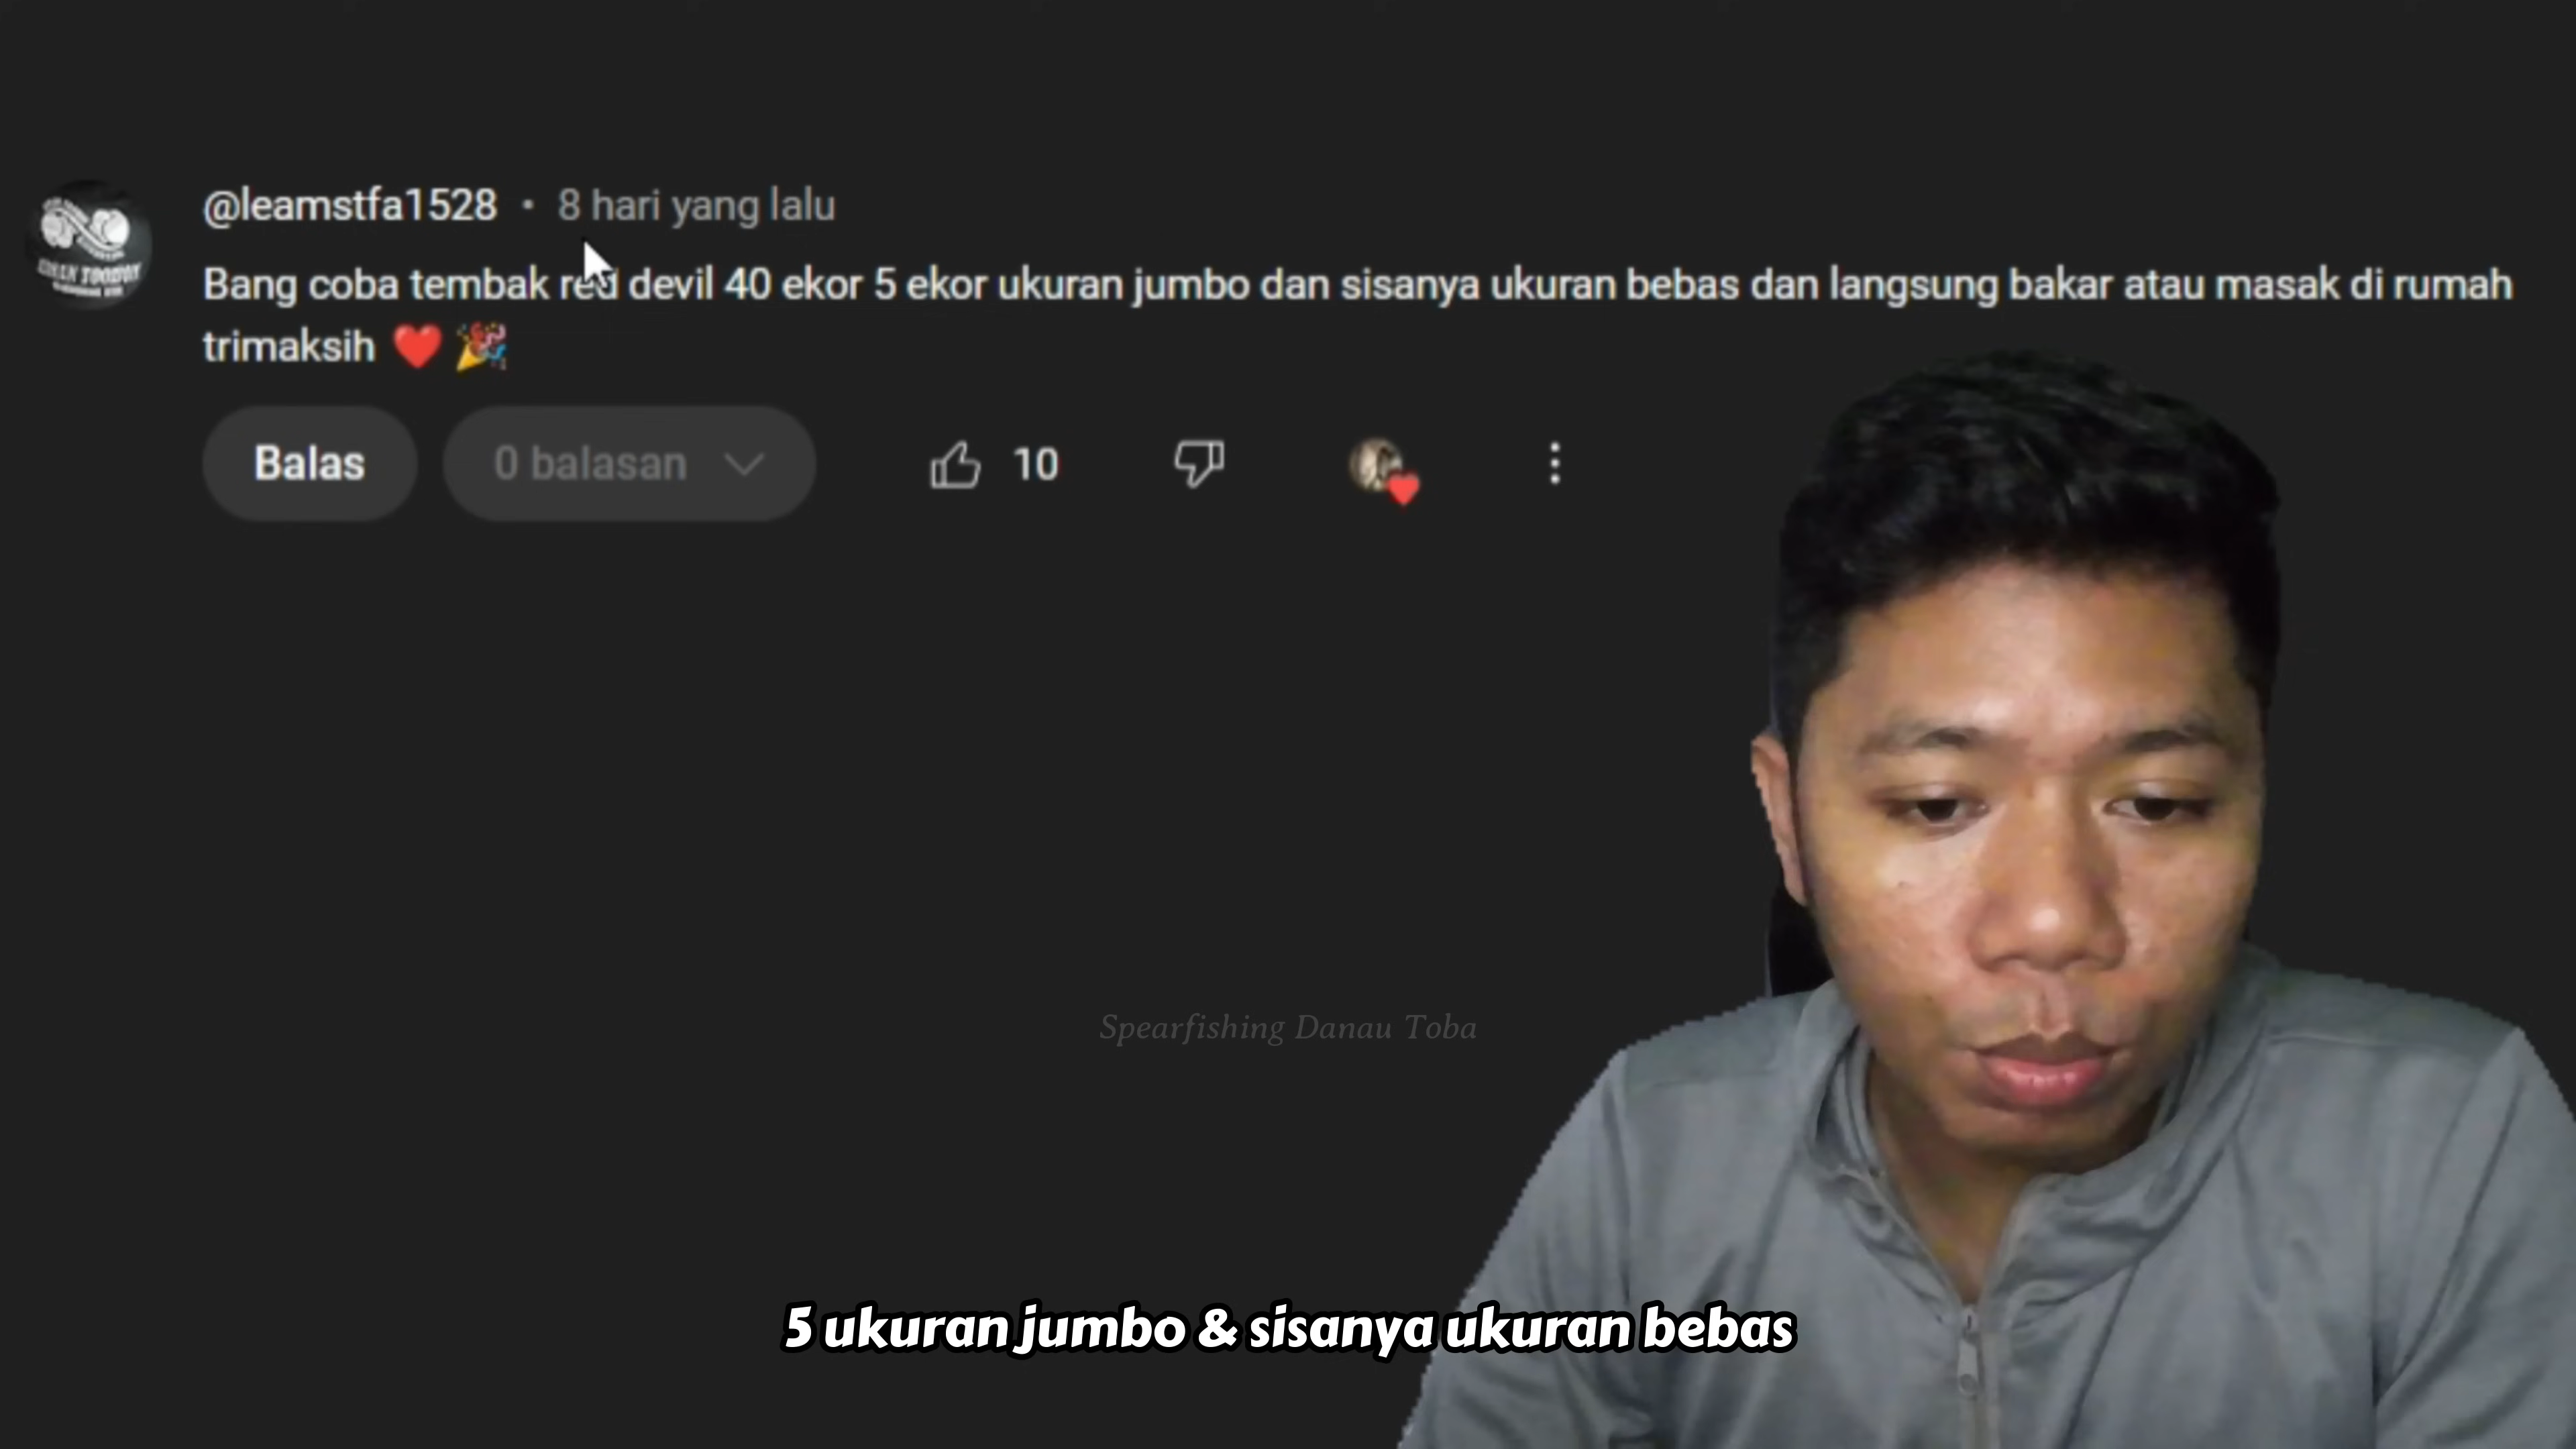 @leamstfa1528 • 8 hari yang lalu
Bang coba tembak red devil 40 ekor 5 ekor ukuran jumbo dan sisanya ukuran bebas dan langsung bakar atau masak di rumah
trimaksih ❤️ 🎉
Balas
0 balasan
10
Spearfishing Danau Toba
5 ukuran jumbo & sisanya ukuran bebas